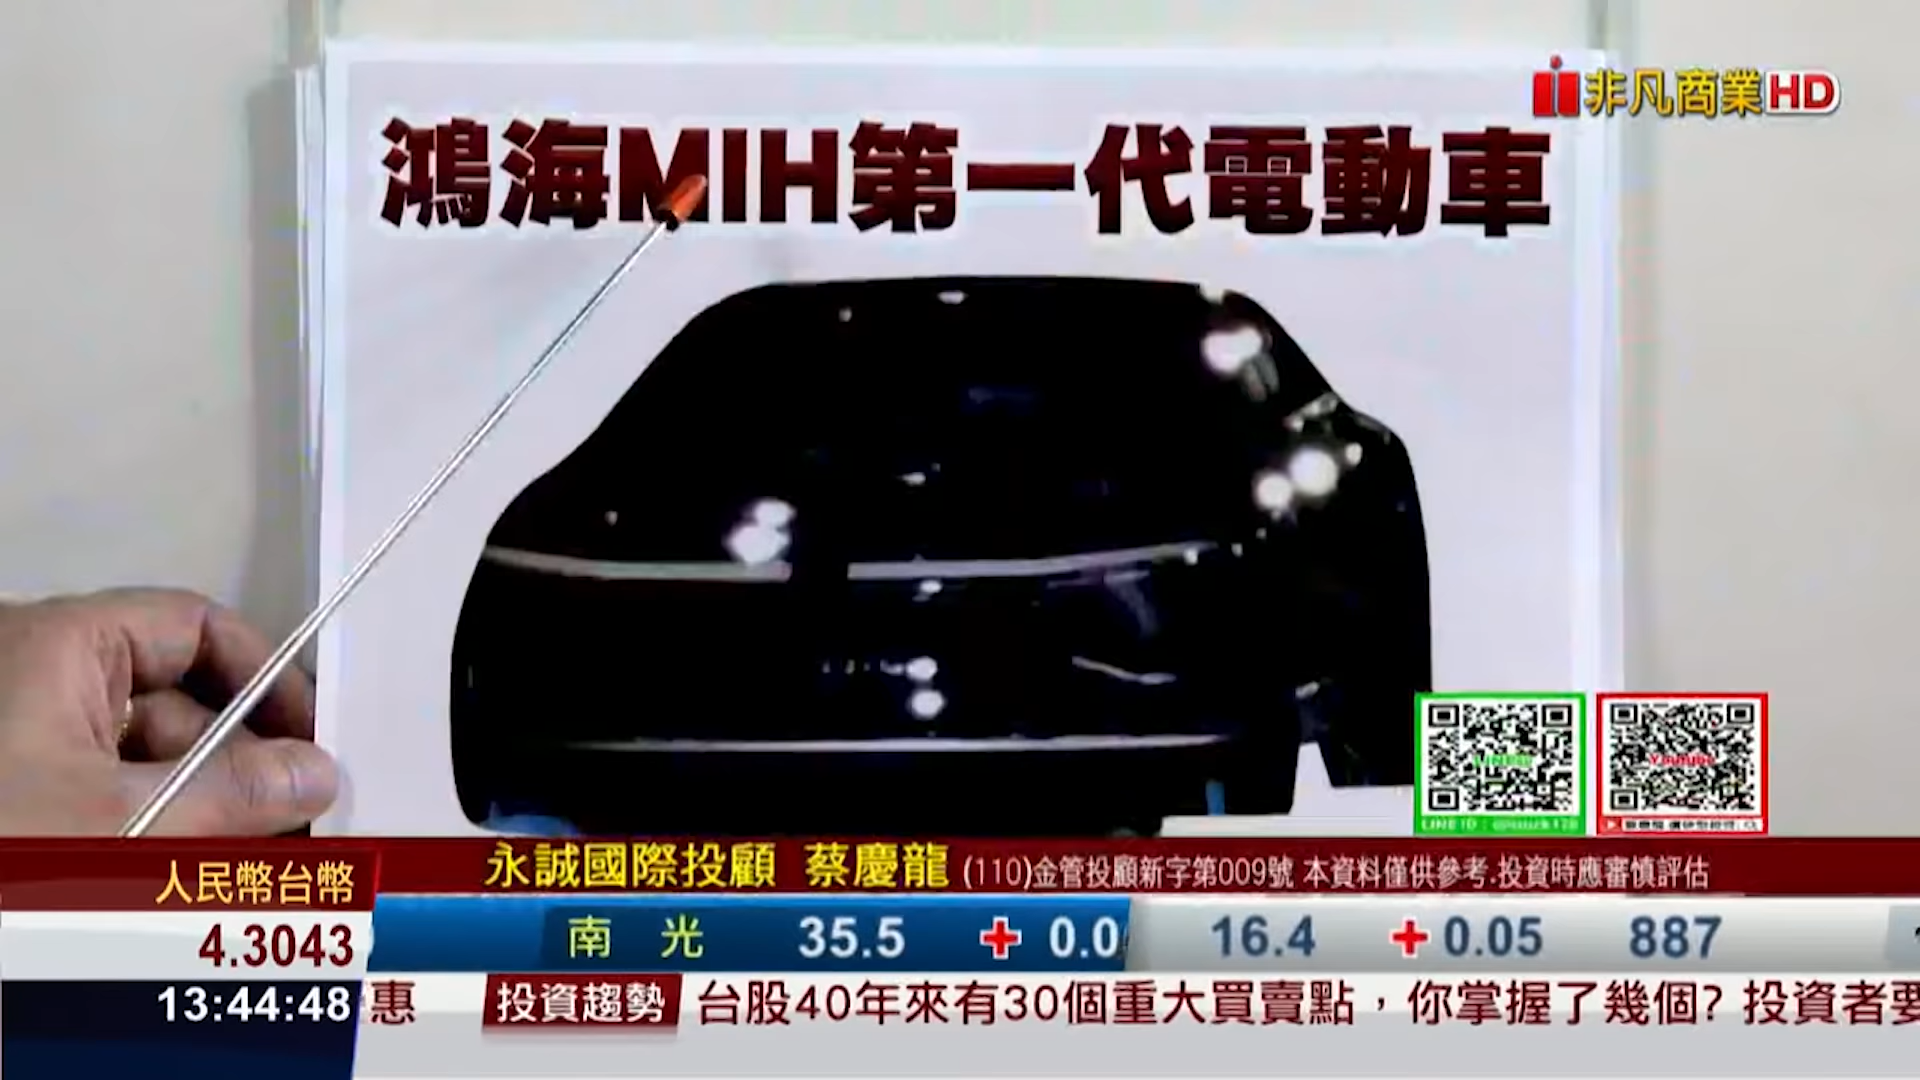 非凡商業HD
鴻海MIH第一代電動車
LINE
Youtube
永誠國際投顧 蔡慶龍 (110)金管投顧新字第009號 本資料僅供參考.投資時應審慎評估
人民幣台幣
4.3043
南光 35.5 + 0.0 16.4 + 0.05 887
13:44:48
惠 投資趨勢 台股40年來有30個重大買賣點，你掌握了幾個? 投資者要